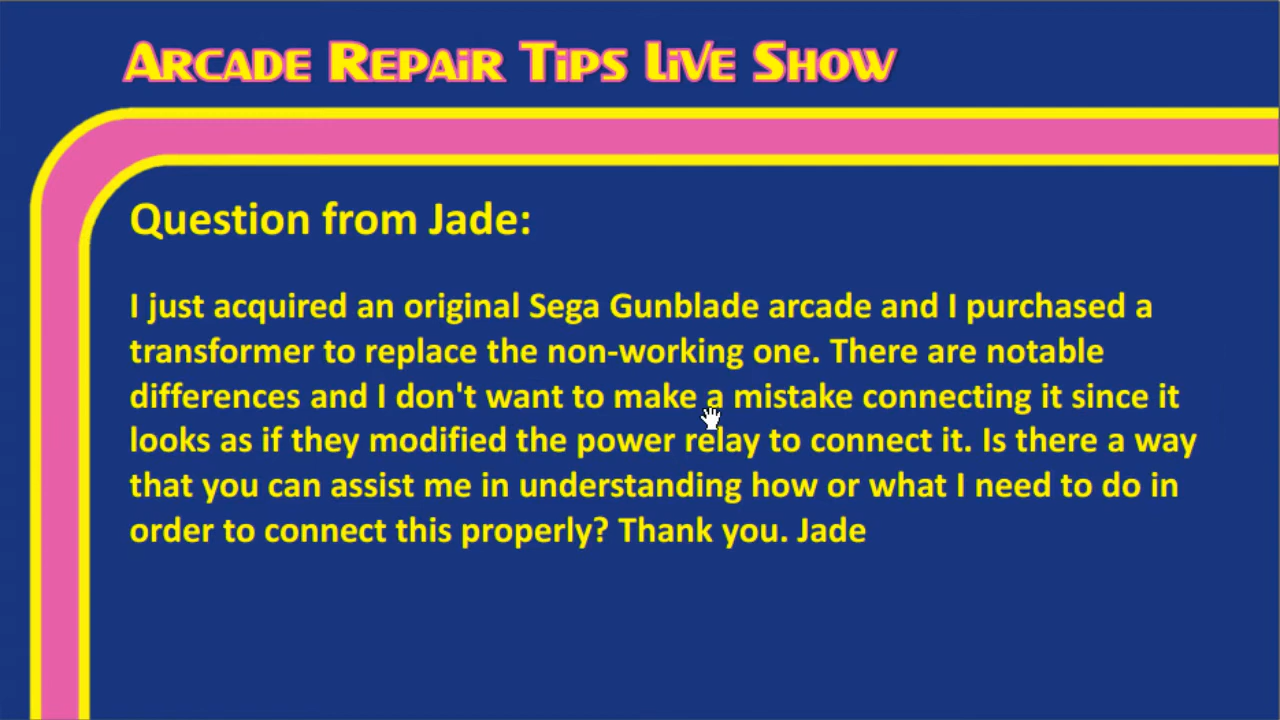 ARCADE REPAIR TIPS LIVE SHOW
Question from Jade:
I just acquired an original Sega Gunblade arcade and I purchased a
transformer to replace the non-working one. There are notable
differences and I don't want to make a mistake connecting it since it
looks as if they modified the power relay to connect it. Is there a way
that you can assist me in understanding how or what I need to do in
order to connect this properly? Thank you. Jade